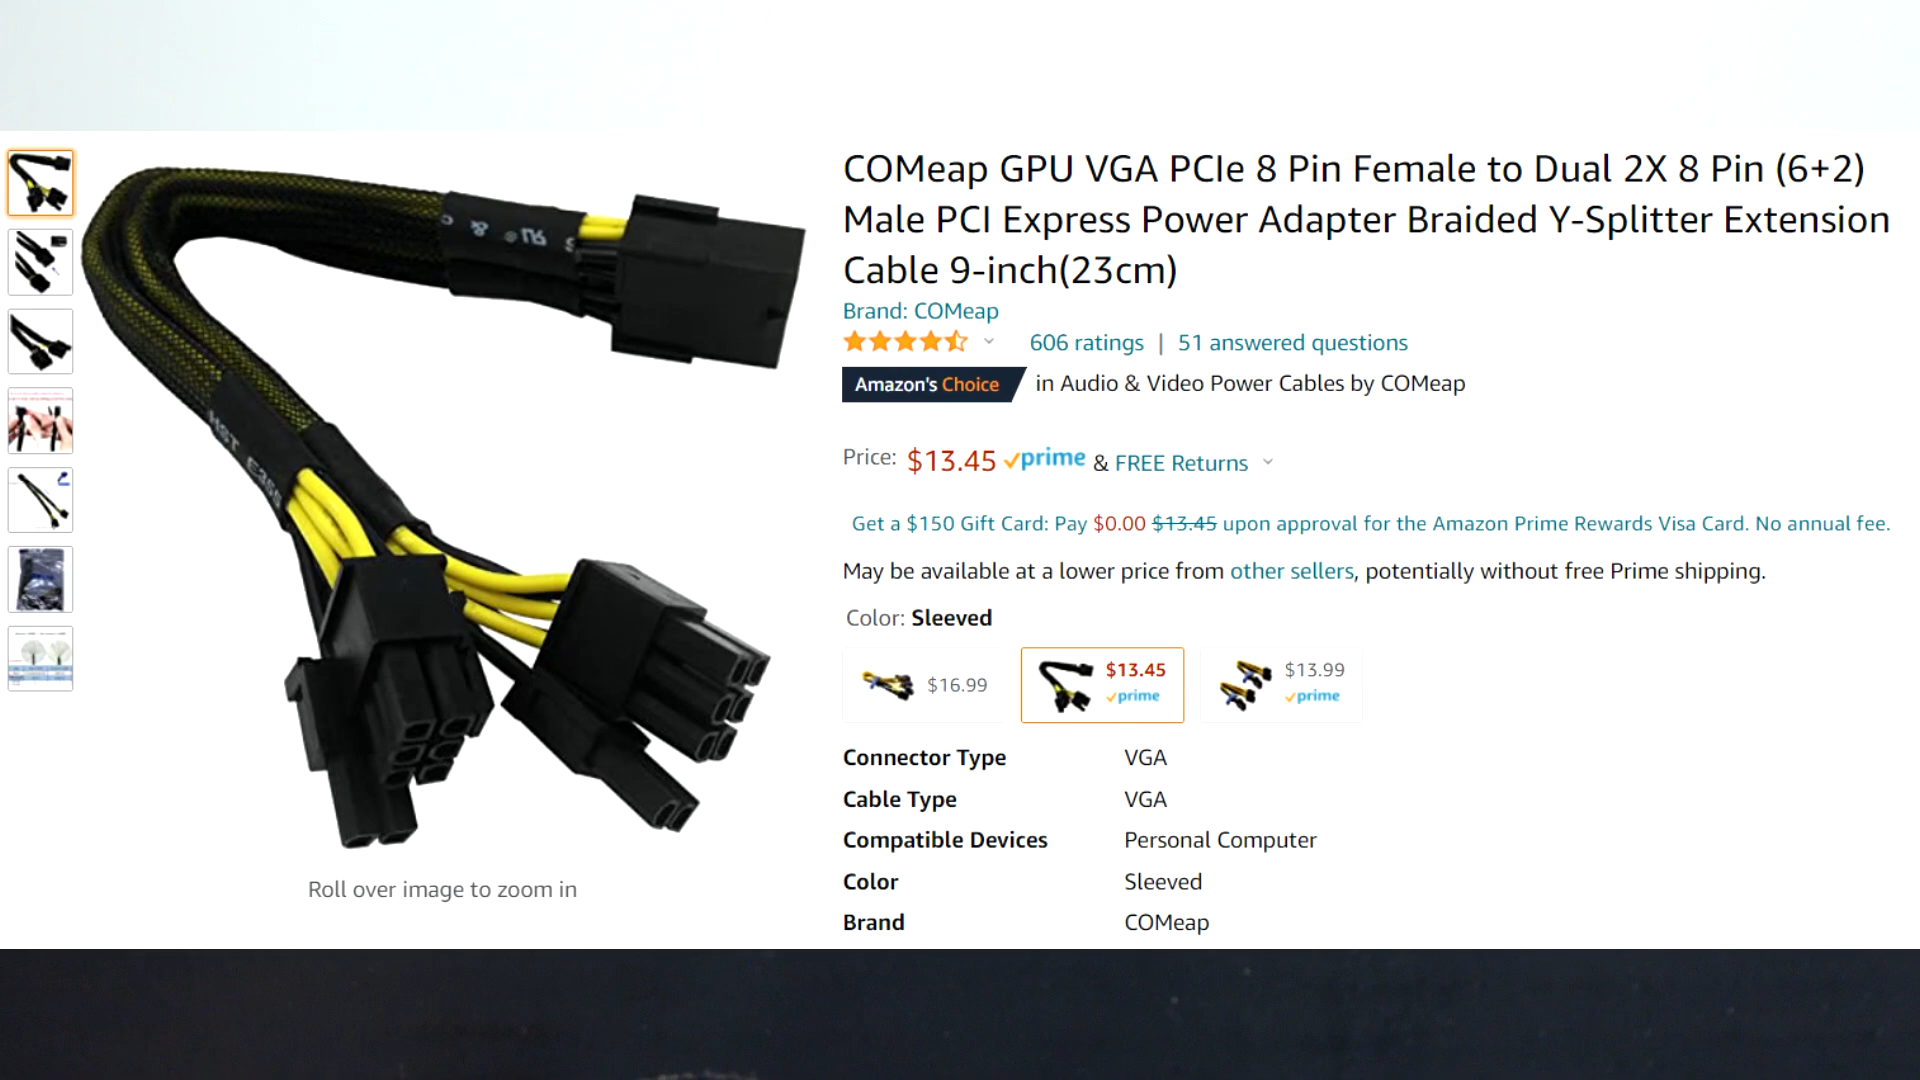 COMeap GPU VGA PCIe 8 Pin Female to Dual 2X 8 Pin (6+2)
Male PCI Express Power Adapter Braided Y-Splitter Extension
Cable 9-inch(23cm)
Brand: COMeap
606 ratings | 51 answered questions
Amazon's Choice in Audio & Video Power Cables by COMeap
Price: $13.45 prime & FREE Returns
Get a $150 Gift Card: Pay $0.00 $13.45 upon approval for the Amazon Prime Rewards Visa Card. No annual fee.
May be available at a lower price from other sellers, potentially without free Prime shipping.
Color: Sleeved
$16.99
$13.45
prime
$13.99
prime
Connector Type VGA
Cable Type VGA
Compatible Devices Personal Computer
Color Sleeved
Brand COMeap
Roll over image to zoom in